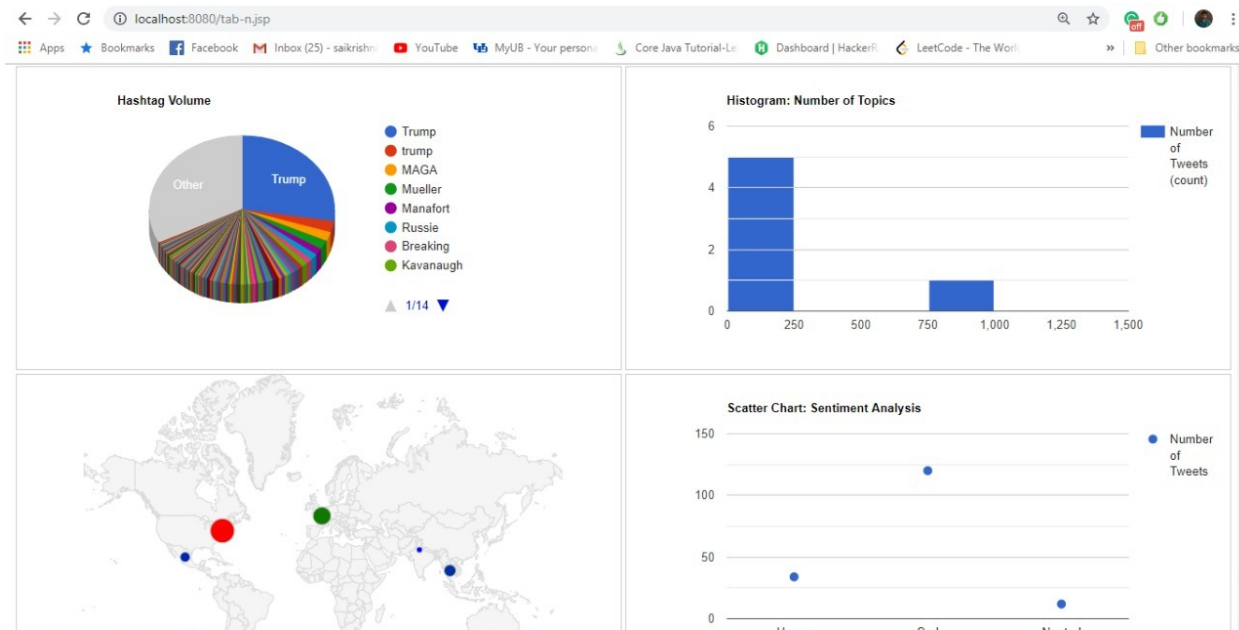 localhost:8080/tab-n.jsp
off
Apps
Bookmarks
Facebook
Inbox (25) - saikrishn
YouTube
MyUB - Your persona
Core Java Tutorial-Le
Dashboard | HackerR
LeetCode - The Worl
»
Other bookmarks
Hashtag Volume
Other
Trump
Trump
trump
MAGA
Mueller
Manafort
Russie
Breaking
Kavanaugh
1/14
Histogram: Number of Topics
6
4
2
0
0 250 500 750 1,000 1,250 1,500
Number
of
Tweets
(count)
Scatter Chart: Sentiment Analysis
150
100
50
0
Number
of
Tweets